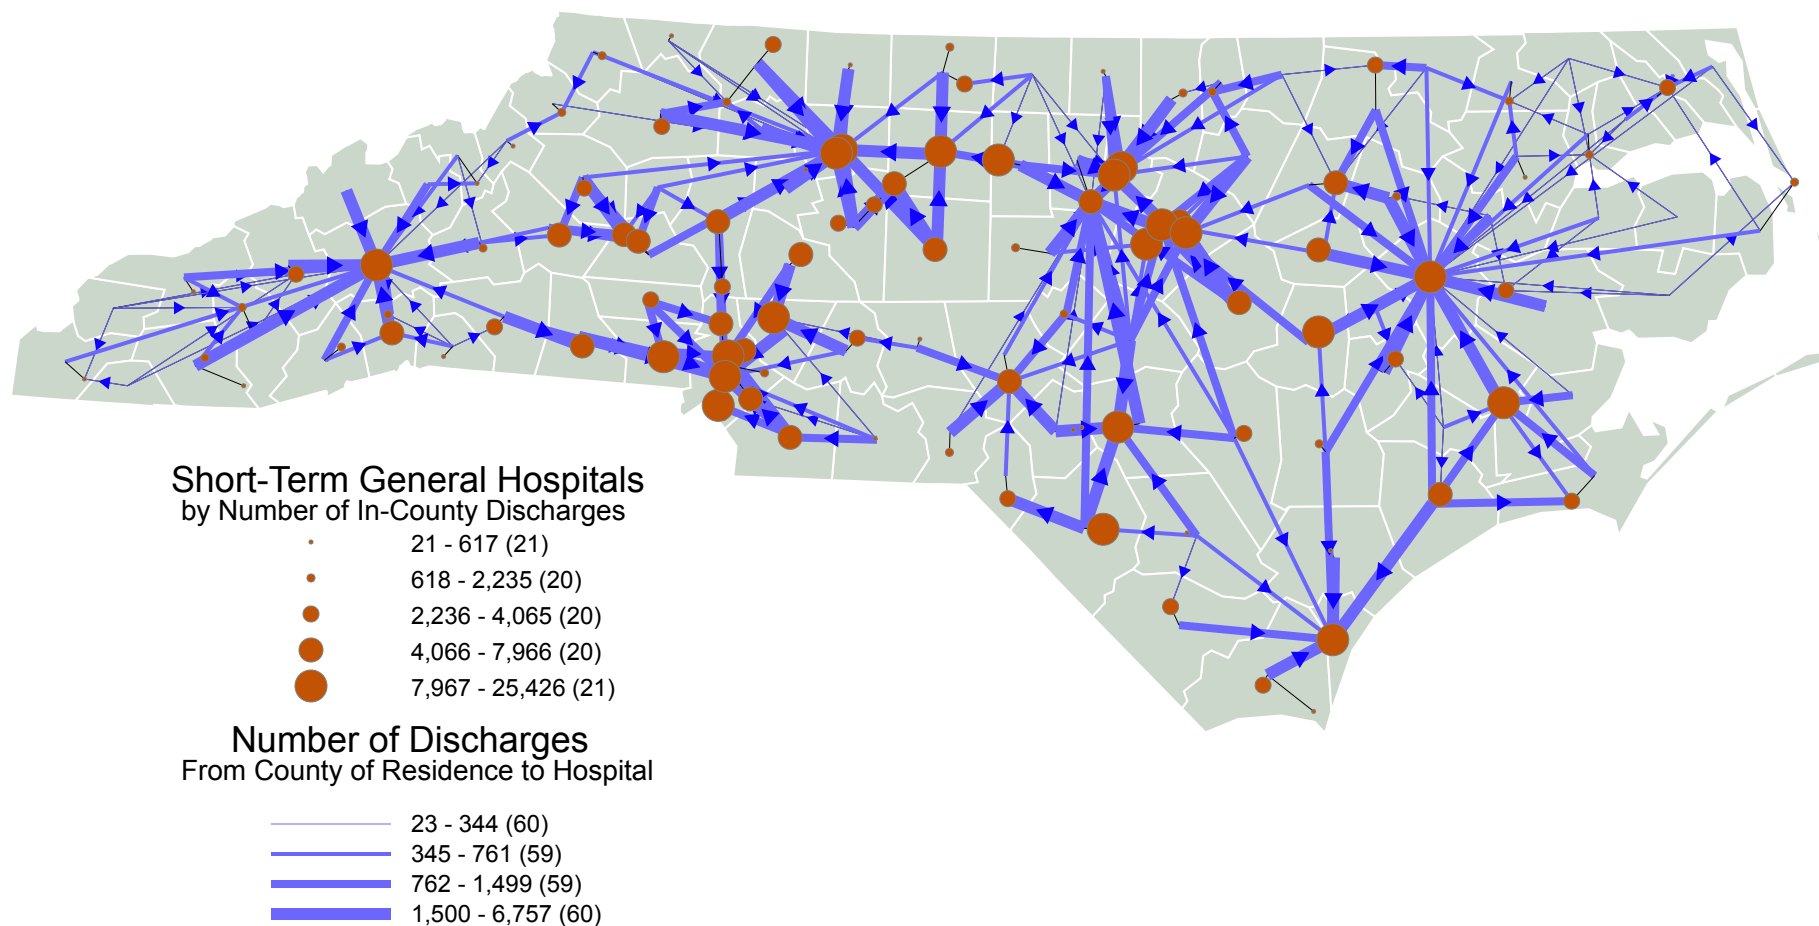 Short-Term General Hospitals
by Number of In-County Discharges
21 - 617 (21)
618 - 2,235 (20)
2,236 - 4,065 (20)
4,066 - 7,966 (20)
7,967 - 25,426 (21)
Number of Discharges
From County of Residence to Hospital
23 - 344 (60)
345 - 761 (59)
762 - 1,499 (59)
1,500 - 6,757 (60)